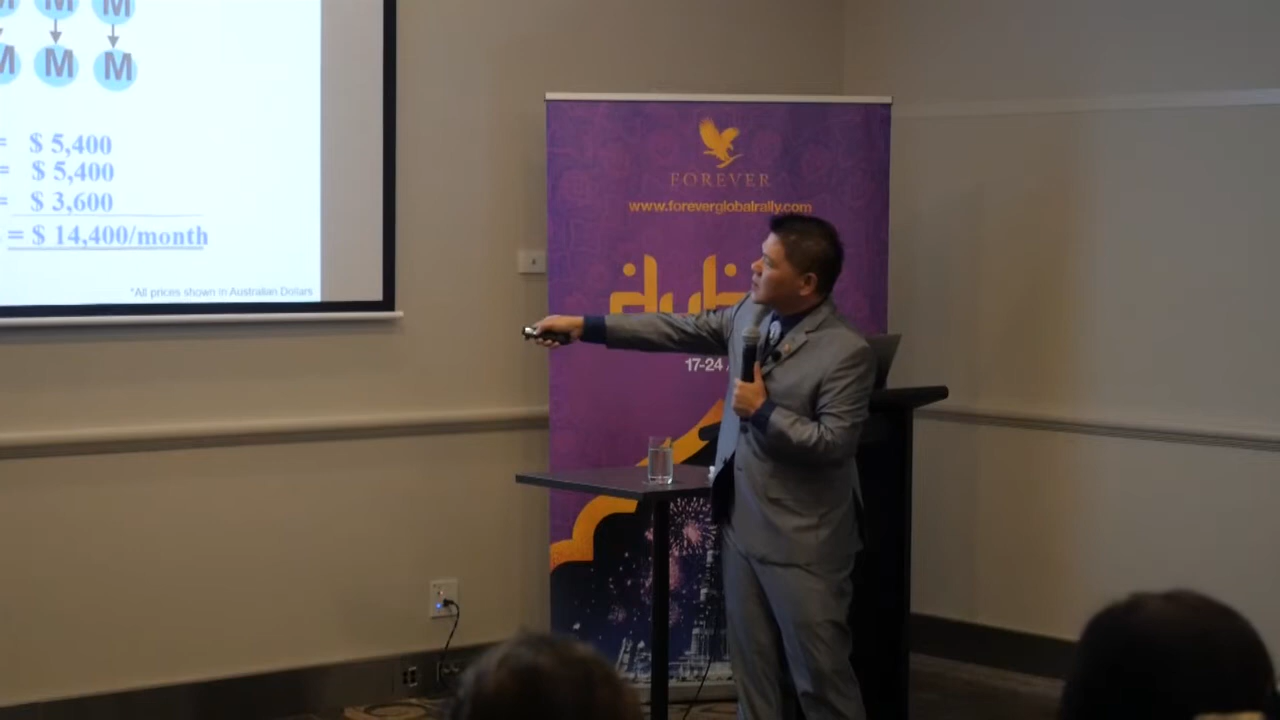 M M M
M M M
= $ 5,400
= $ 5,400
= $ 3,600
= $ 14,400/month
*All prices shown in Australian Dollars
FOREVER
www.foreverglobalrally.com
17-24